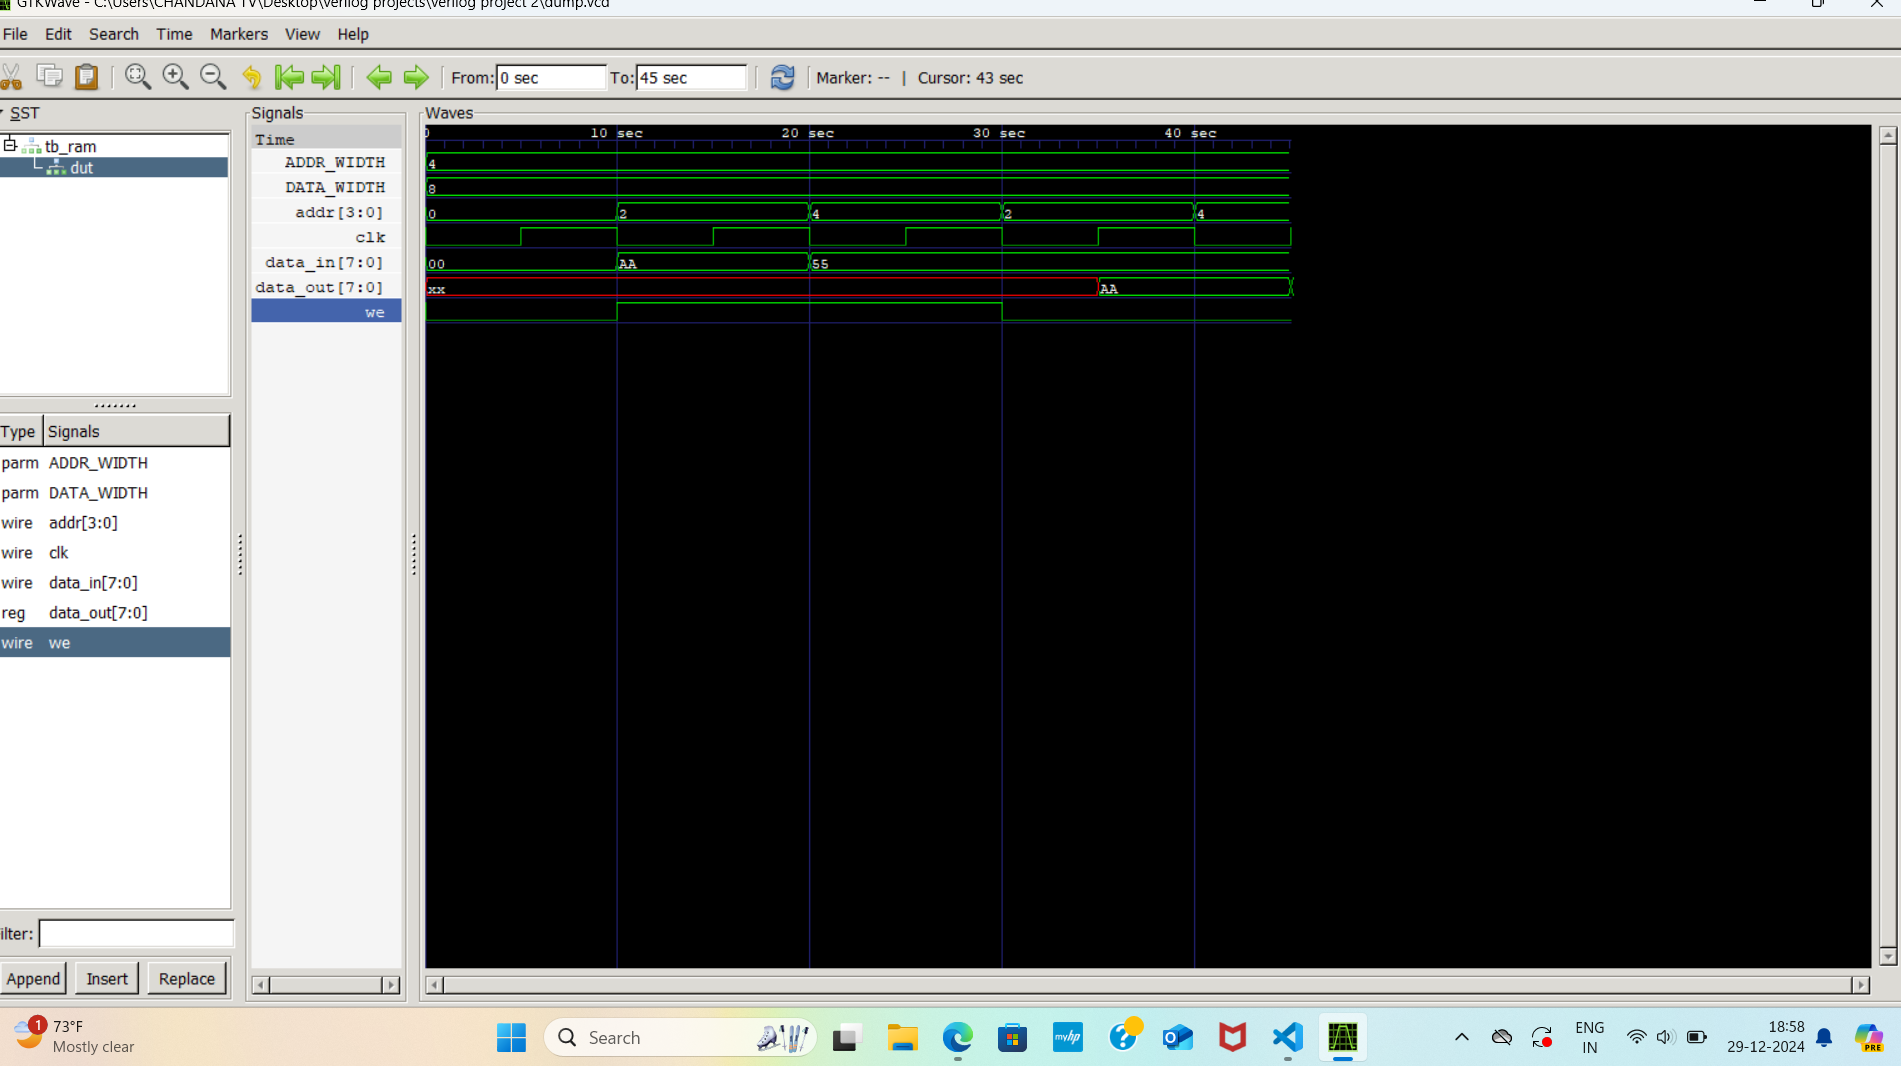 GTKWave - C:\Users\CHANDANA TV\Desktop\verilog projects\verilog project 2\dump.vcd
File Edit Search Time Markers View Help
From: 0 sec To: 45 sec Marker: -- | Cursor: 43 sec
SST
Signals
Waves
tb_ram
dut
Time
0 10 sec 20 sec 30 sec 40 sec
ADDR_WIDTH 4
DATA_WIDTH 8
addr[3:0] 0 2 4 2 4
clk
data_in[7:0] 00 AA 55
data_out[7:0] xx AA
we
Type Signals
parm ADDR_WIDTH
parm DATA_WIDTH
wire addr[3:0]
wire clk
wire data_in[7:0]
reg data_out[7:0]
wire we
ilter:
Append Insert Replace
1
73°F
Mostly clear
Search
myhp
ENG
IN
18:58
29-12-2024
PRE